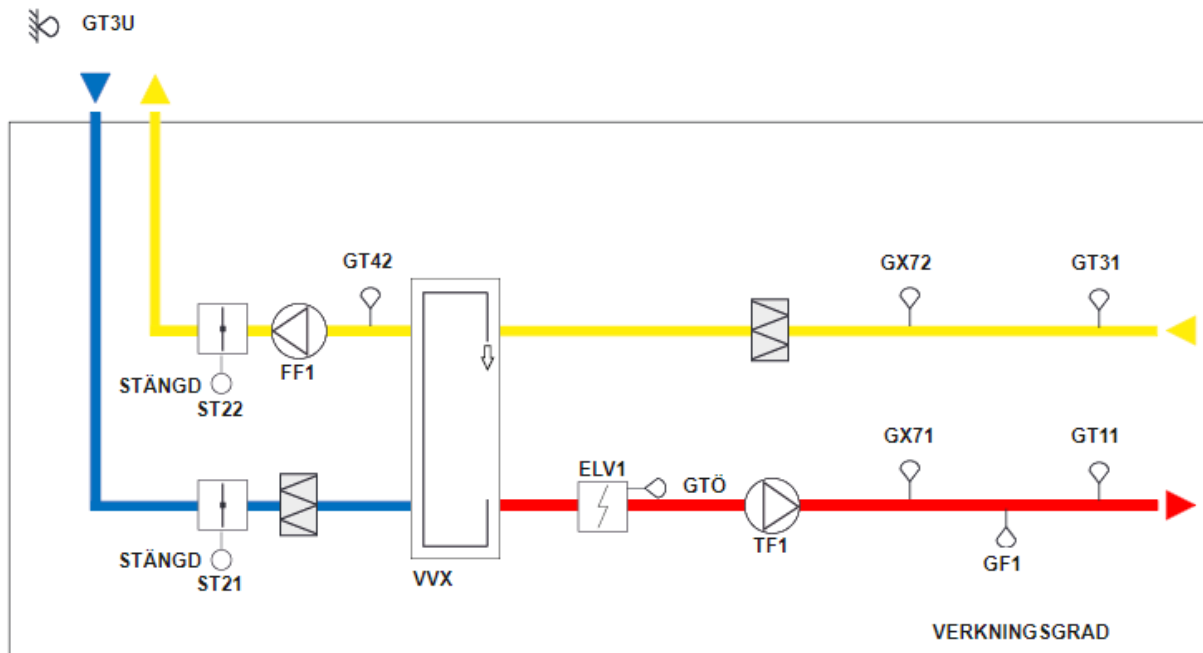 GT3U
GT42
GX72
GT31
FF1
STÄNGD
ST22
ELV1
GTÖ
GX71
GT11
TF1
GF1
STÄNGD
ST21
VVX
VERKNINGSGRAD